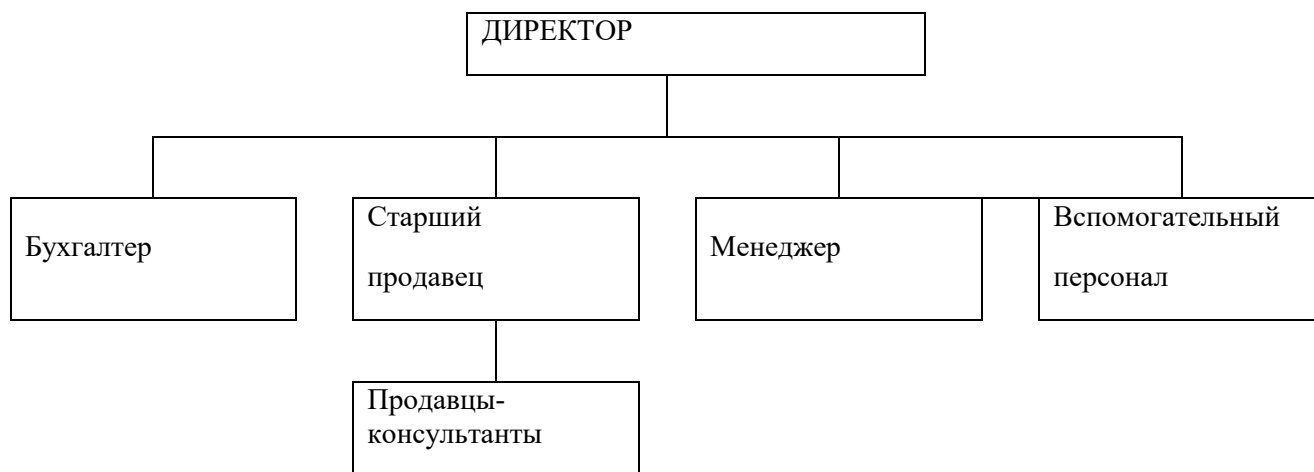 ДИРЕКТОР
Бухгалтер
Старший
продавец
Менеджер
Вспомогательный
персонал
Продавцы-
консультанты